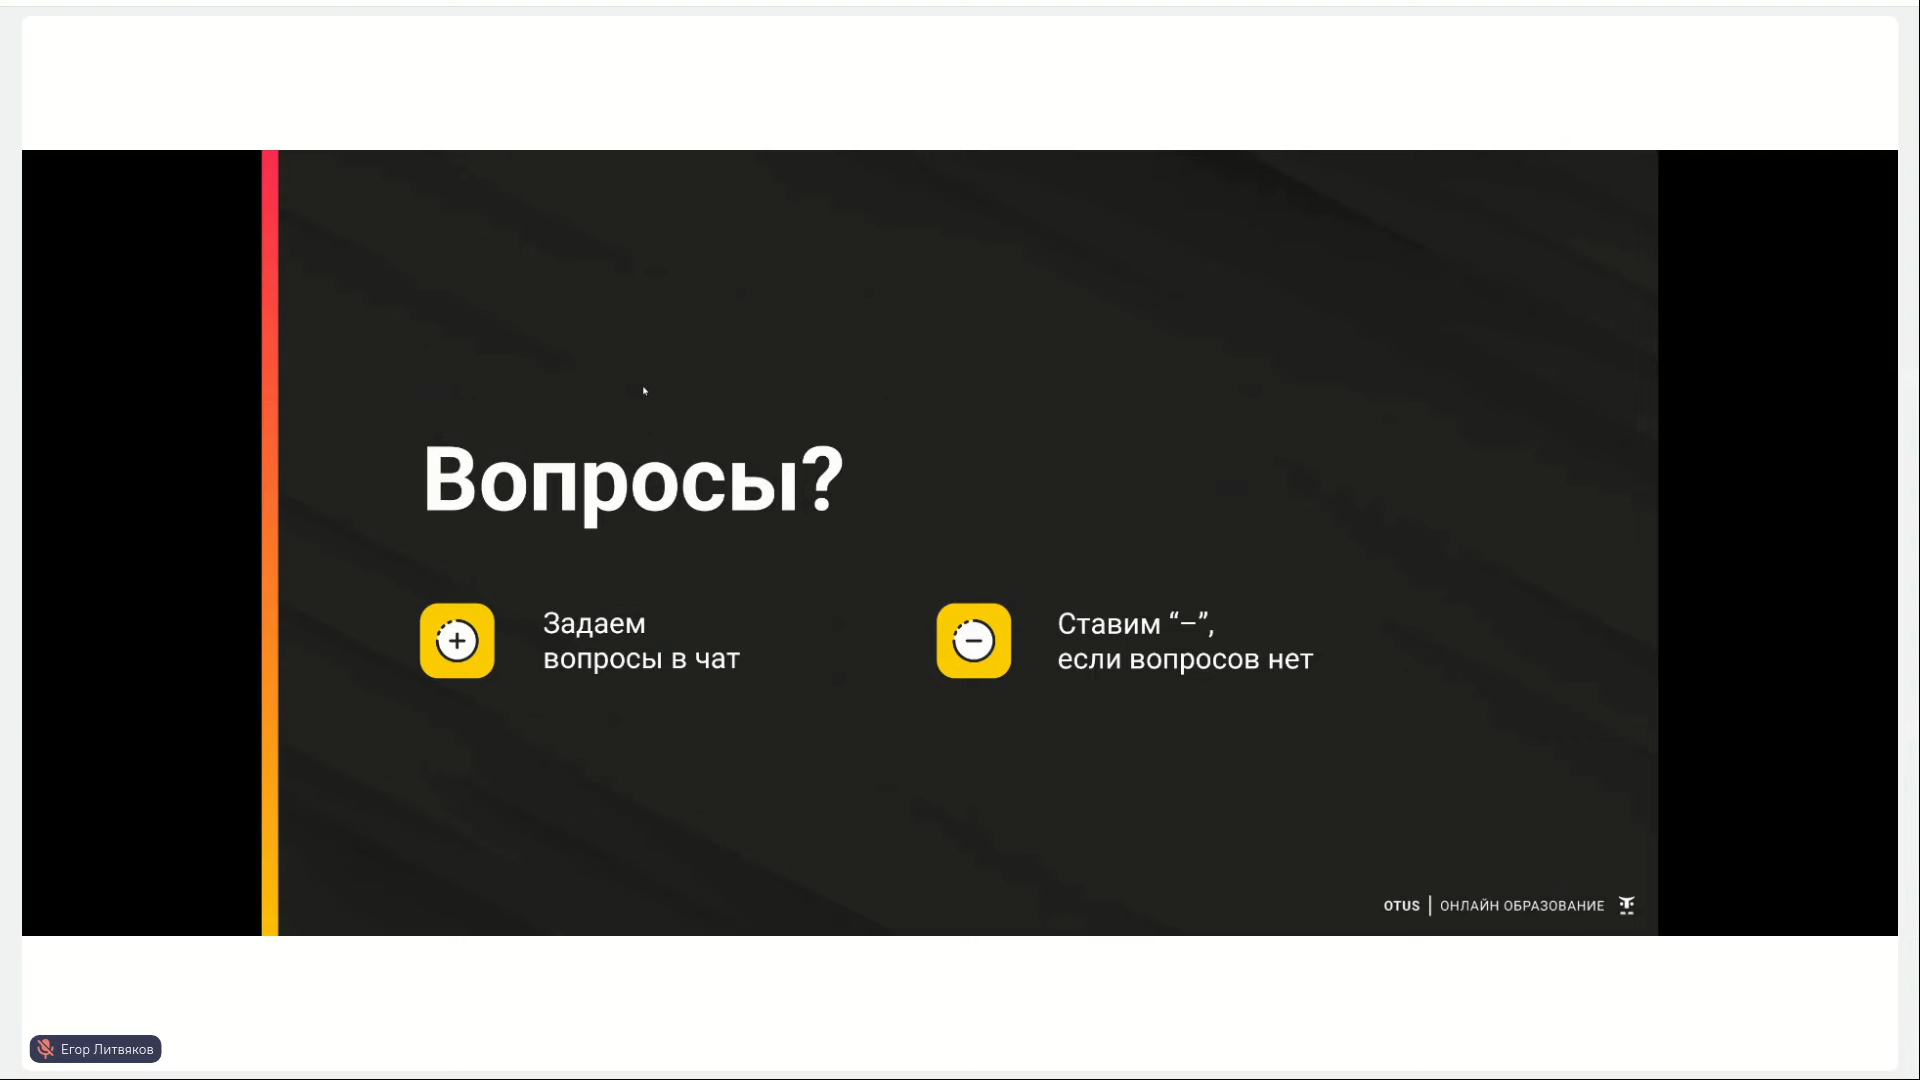 Вопросы?
Задаем
вопросы в чат
Ставим “–”,
если вопросов нет
OTUS | ОНЛАЙН ОБРАЗОВАНИЕ
Егор Литвяков